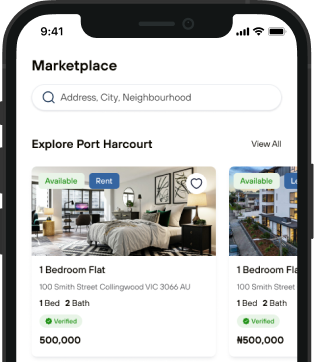 9:41
Marketplace
Address, City, Neighbourhood
Explore Port Harcourt View All
Available Rent
1 Bedroom Flat
100 Smith Street Collingwood VIC 3066 AU
1 Bed 2 Bath
Verified
500,000
Available
1 Bedroom Fla
100 Smith Street
1 Bed 2 Bath
Verified
₦500,000